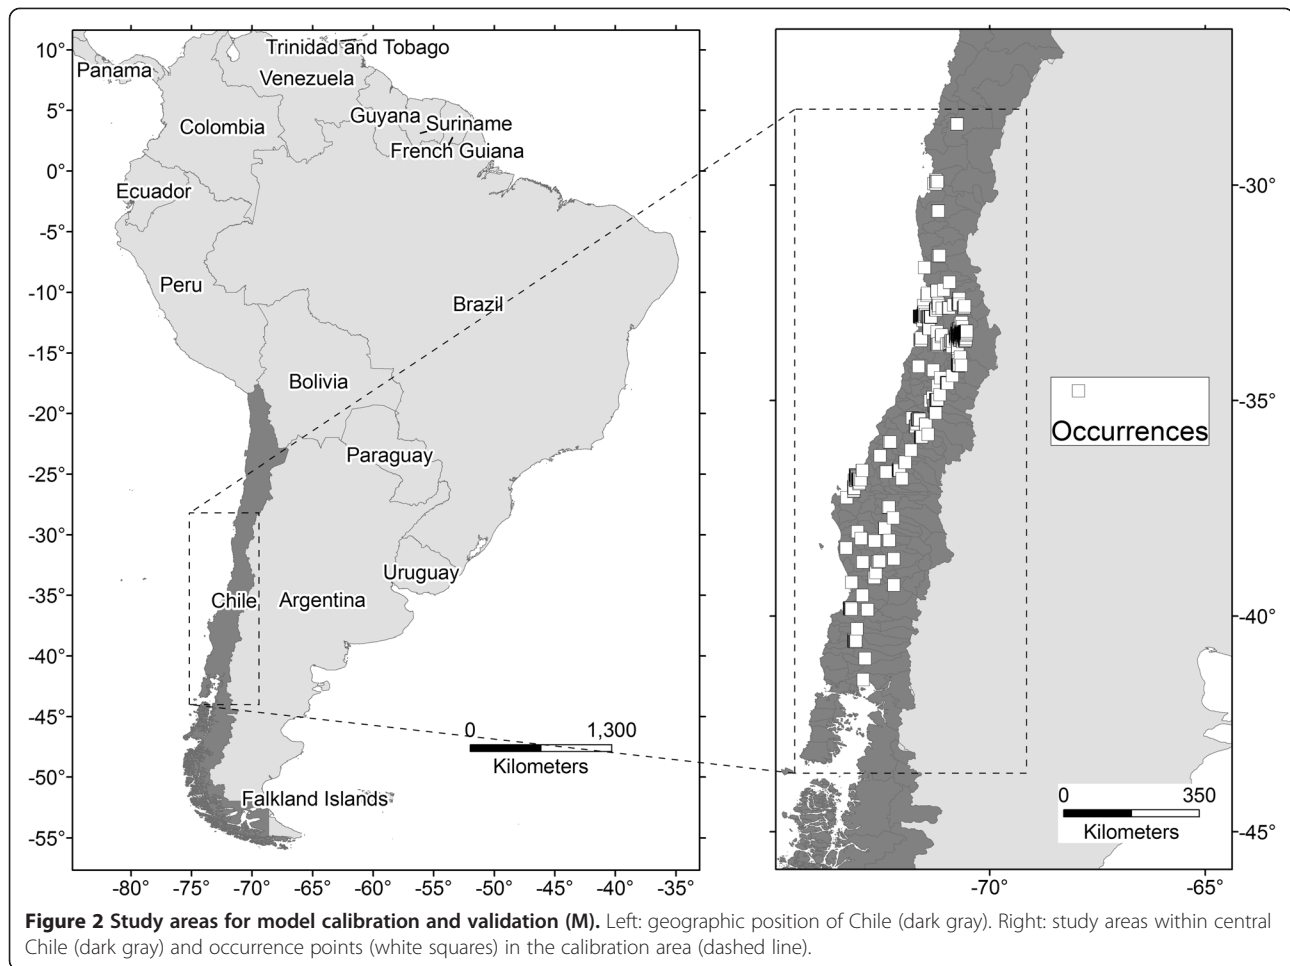 10°
5°
0°
-5°
-10°
-15°
-20°
-25°
-30°
-35°
-40°
-45°
-50°
-55°
-80° -75° -70° -65° -60° -55° -50° -45° -40° -35°
Trinidad and Tobago
Panama
Venezuela
Guyana
Suriname
Colombia
French Guiana
Ecuador
Peru
Brazil
Bolivia
Paraguay
Uruguay
Chile
Argentina
Falkland Islands
0 1,300
Kilometers
-30°
-35°
-40°
-45°
-70° -65°
Occurrences
0 350
Kilometers
Figure 2 Study areas for model calibration and validation (M). Left: geographic position of Chile (dark gray). Right: study areas within central
Chile (dark gray) and occurrence points (white squares) in the calibration area (dashed line).